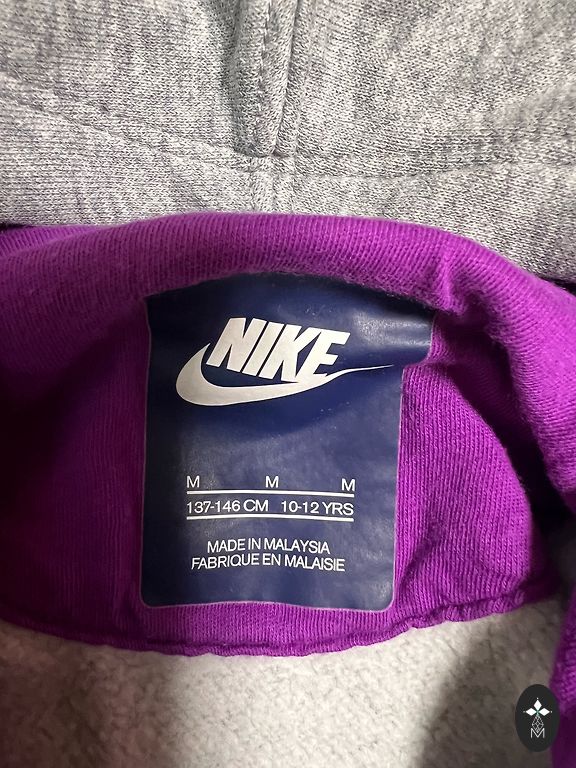 NIKE
M M M
137-146 CM 10-12 YRS
MADE IN MALAYSIA
FABRIQUE EN MALAISIE
M